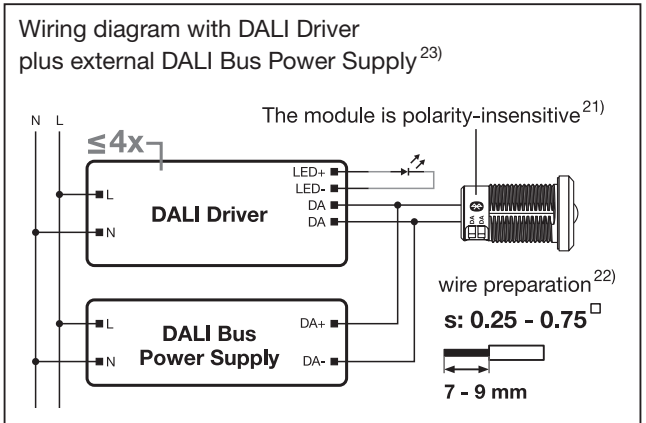 Wiring diagram with DALI Driver
plus external DALI Bus Power Supply 23)
The module is polarity-insensitive 21)
N L
≤4x
LED+
LED-
DA
DA
L
N
DALI Driver
DA DA
wire preparation 22)
s: 0.25 - 0.75 □
7 - 9 mm
L
N
DALI Bus
Power Supply
DA+
DA-